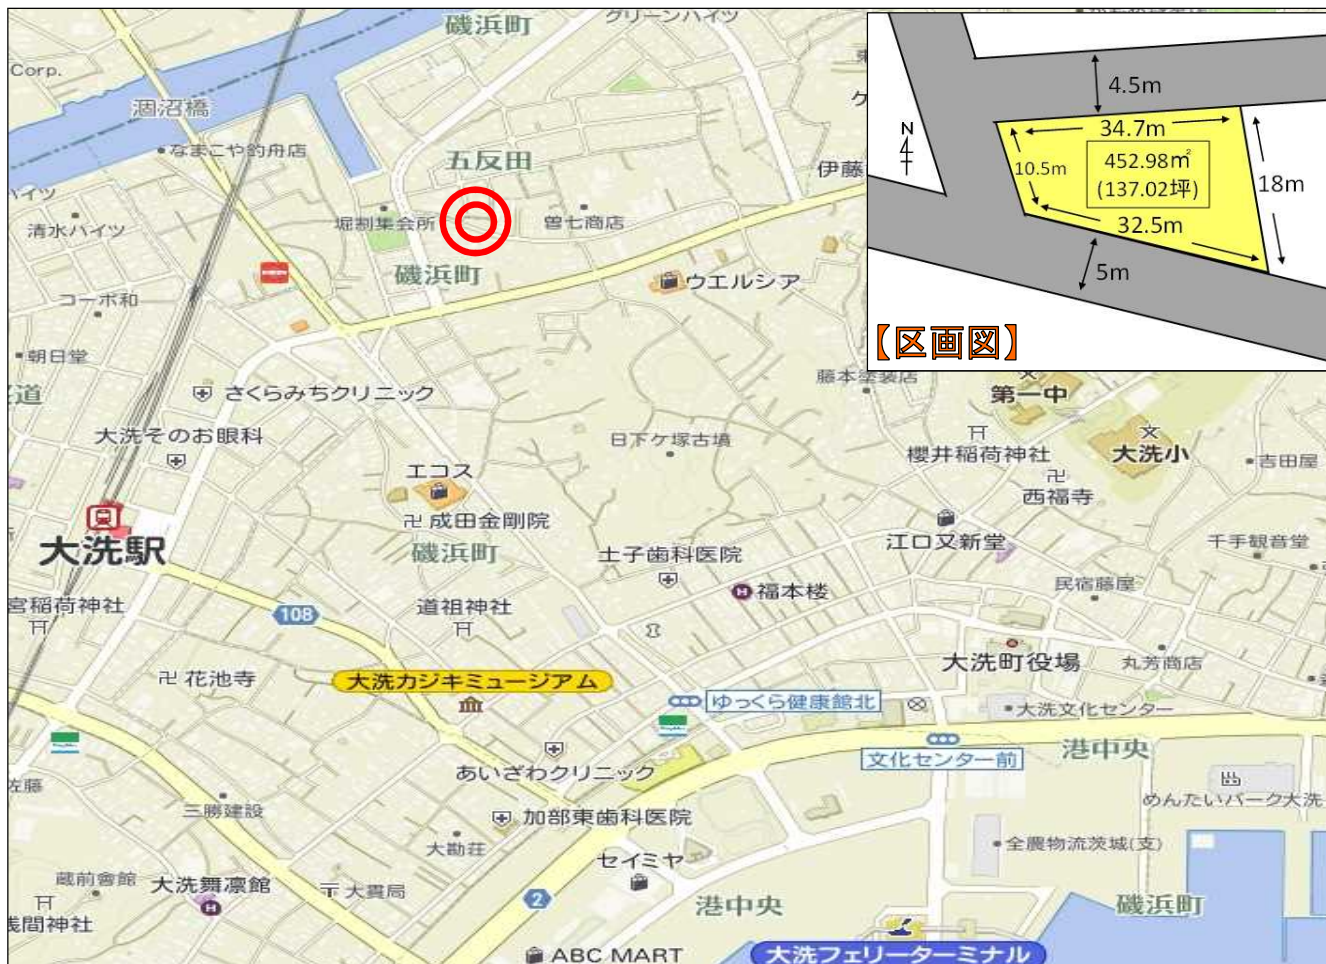 磯浜町
グリーンハイツ
Corp.
涸沼橋
なまこや釣舟店
五反田
伊藤
ハイツ
清水ハイツ
堀制集会所
曽七商店
磯浜町
ウエルシア
コーポ和
朝日堂
道
さくらみちクリニック
藤本塗装店
第一中
大洗そのお眼科
日下ケ塚古墳
櫻井稲荷神社
大洗小
吉田屋
エコス
西福寺
成田金剛院
大洗駅
磯浜町
土子歯科医院
江口又新堂
千手観音堂
福本楼
民宿藤屋
宮稲荷神社
108
道祖神社
大洗町役場
丸芳商店
花池寺
大洗カジキミュージアム
ゆっくら健康館北
大洗文化センター
文化センター前
港中央
あいざわクリニック
佐藤
三勝建設
めんたいパーク大洗
加部東歯科医院
大勘荘
セイミヤ
全農物流茨城(支)
蔵前會館
大洗舞凛館
大貫局
2
港中央
磯浜町
浅間神社
ABC MART
大洗フェリーターミナル
4.5m
N
34.7m
10.5m
452.98㎡
(137.02坪)
18m
32.5m
5m
【区画図】